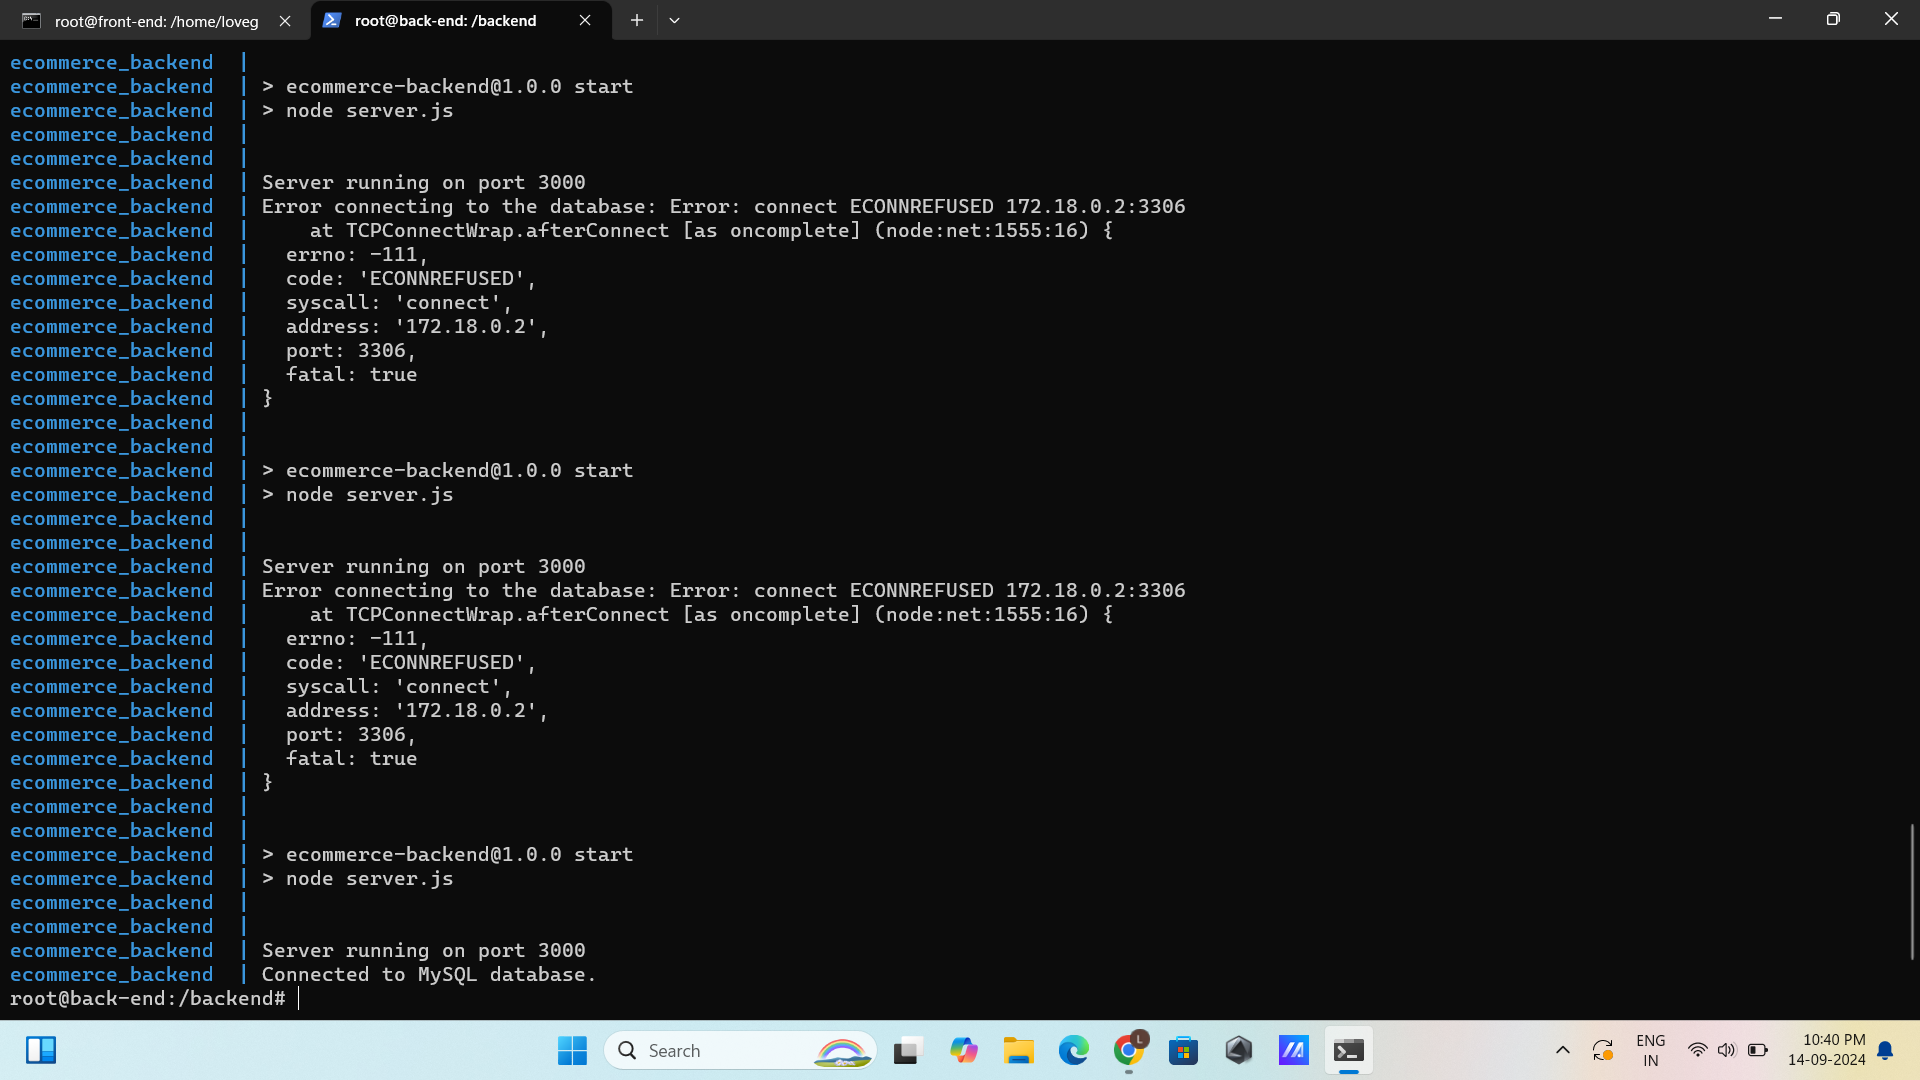 root@front-end: /home/loveg
root@back-end: /backend
ecommerce_backend |
ecommerce_backend | > ecommerce-backend@1.0.0 start
ecommerce_backend | > node server.js
ecommerce_backend |
ecommerce_backend |
ecommerce_backend | Server running on port 3000
ecommerce_backend | Error connecting to the database: Error: connect ECONNREFUSED 172.18.0.2:3306
ecommerce_backend |     at TCPConnectWrap.afterConnect [as oncomplete] (node:net:1555:16) {
ecommerce_backend |   errno: -111,
ecommerce_backend |   code: 'ECONNREFUSED',
ecommerce_backend |   syscall: 'connect',
ecommerce_backend |   address: '172.18.0.2',
ecommerce_backend |   port: 3306,
ecommerce_backend |   fatal: true
ecommerce_backend | }
ecommerce_backend |
ecommerce_backend |
ecommerce_backend | > ecommerce-backend@1.0.0 start
ecommerce_backend | > node server.js
ecommerce_backend |
ecommerce_backend |
ecommerce_backend | Server running on port 3000
ecommerce_backend | Error connecting to the database: Error: connect ECONNREFUSED 172.18.0.2:3306
ecommerce_backend |     at TCPConnectWrap.afterConnect [as oncomplete] (node:net:1555:16) {
ecommerce_backend |   errno: -111,
ecommerce_backend |   code: 'ECONNREFUSED',
ecommerce_backend |   syscall: 'connect',
ecommerce_backend |   address: '172.18.0.2',
ecommerce_backend |   port: 3306,
ecommerce_backend |   fatal: true
ecommerce_backend | }
ecommerce_backend |
ecommerce_backend |
ecommerce_backend | > ecommerce-backend@1.0.0 start
ecommerce_backend | > node server.js
ecommerce_backend |
ecommerce_backend |
ecommerce_backend | Server running on port 3000
ecommerce_backend | Connected to MySQL database.
root@back-end:/backend#
Search
L
ENG
IN
10:40 PM
14-09-2024